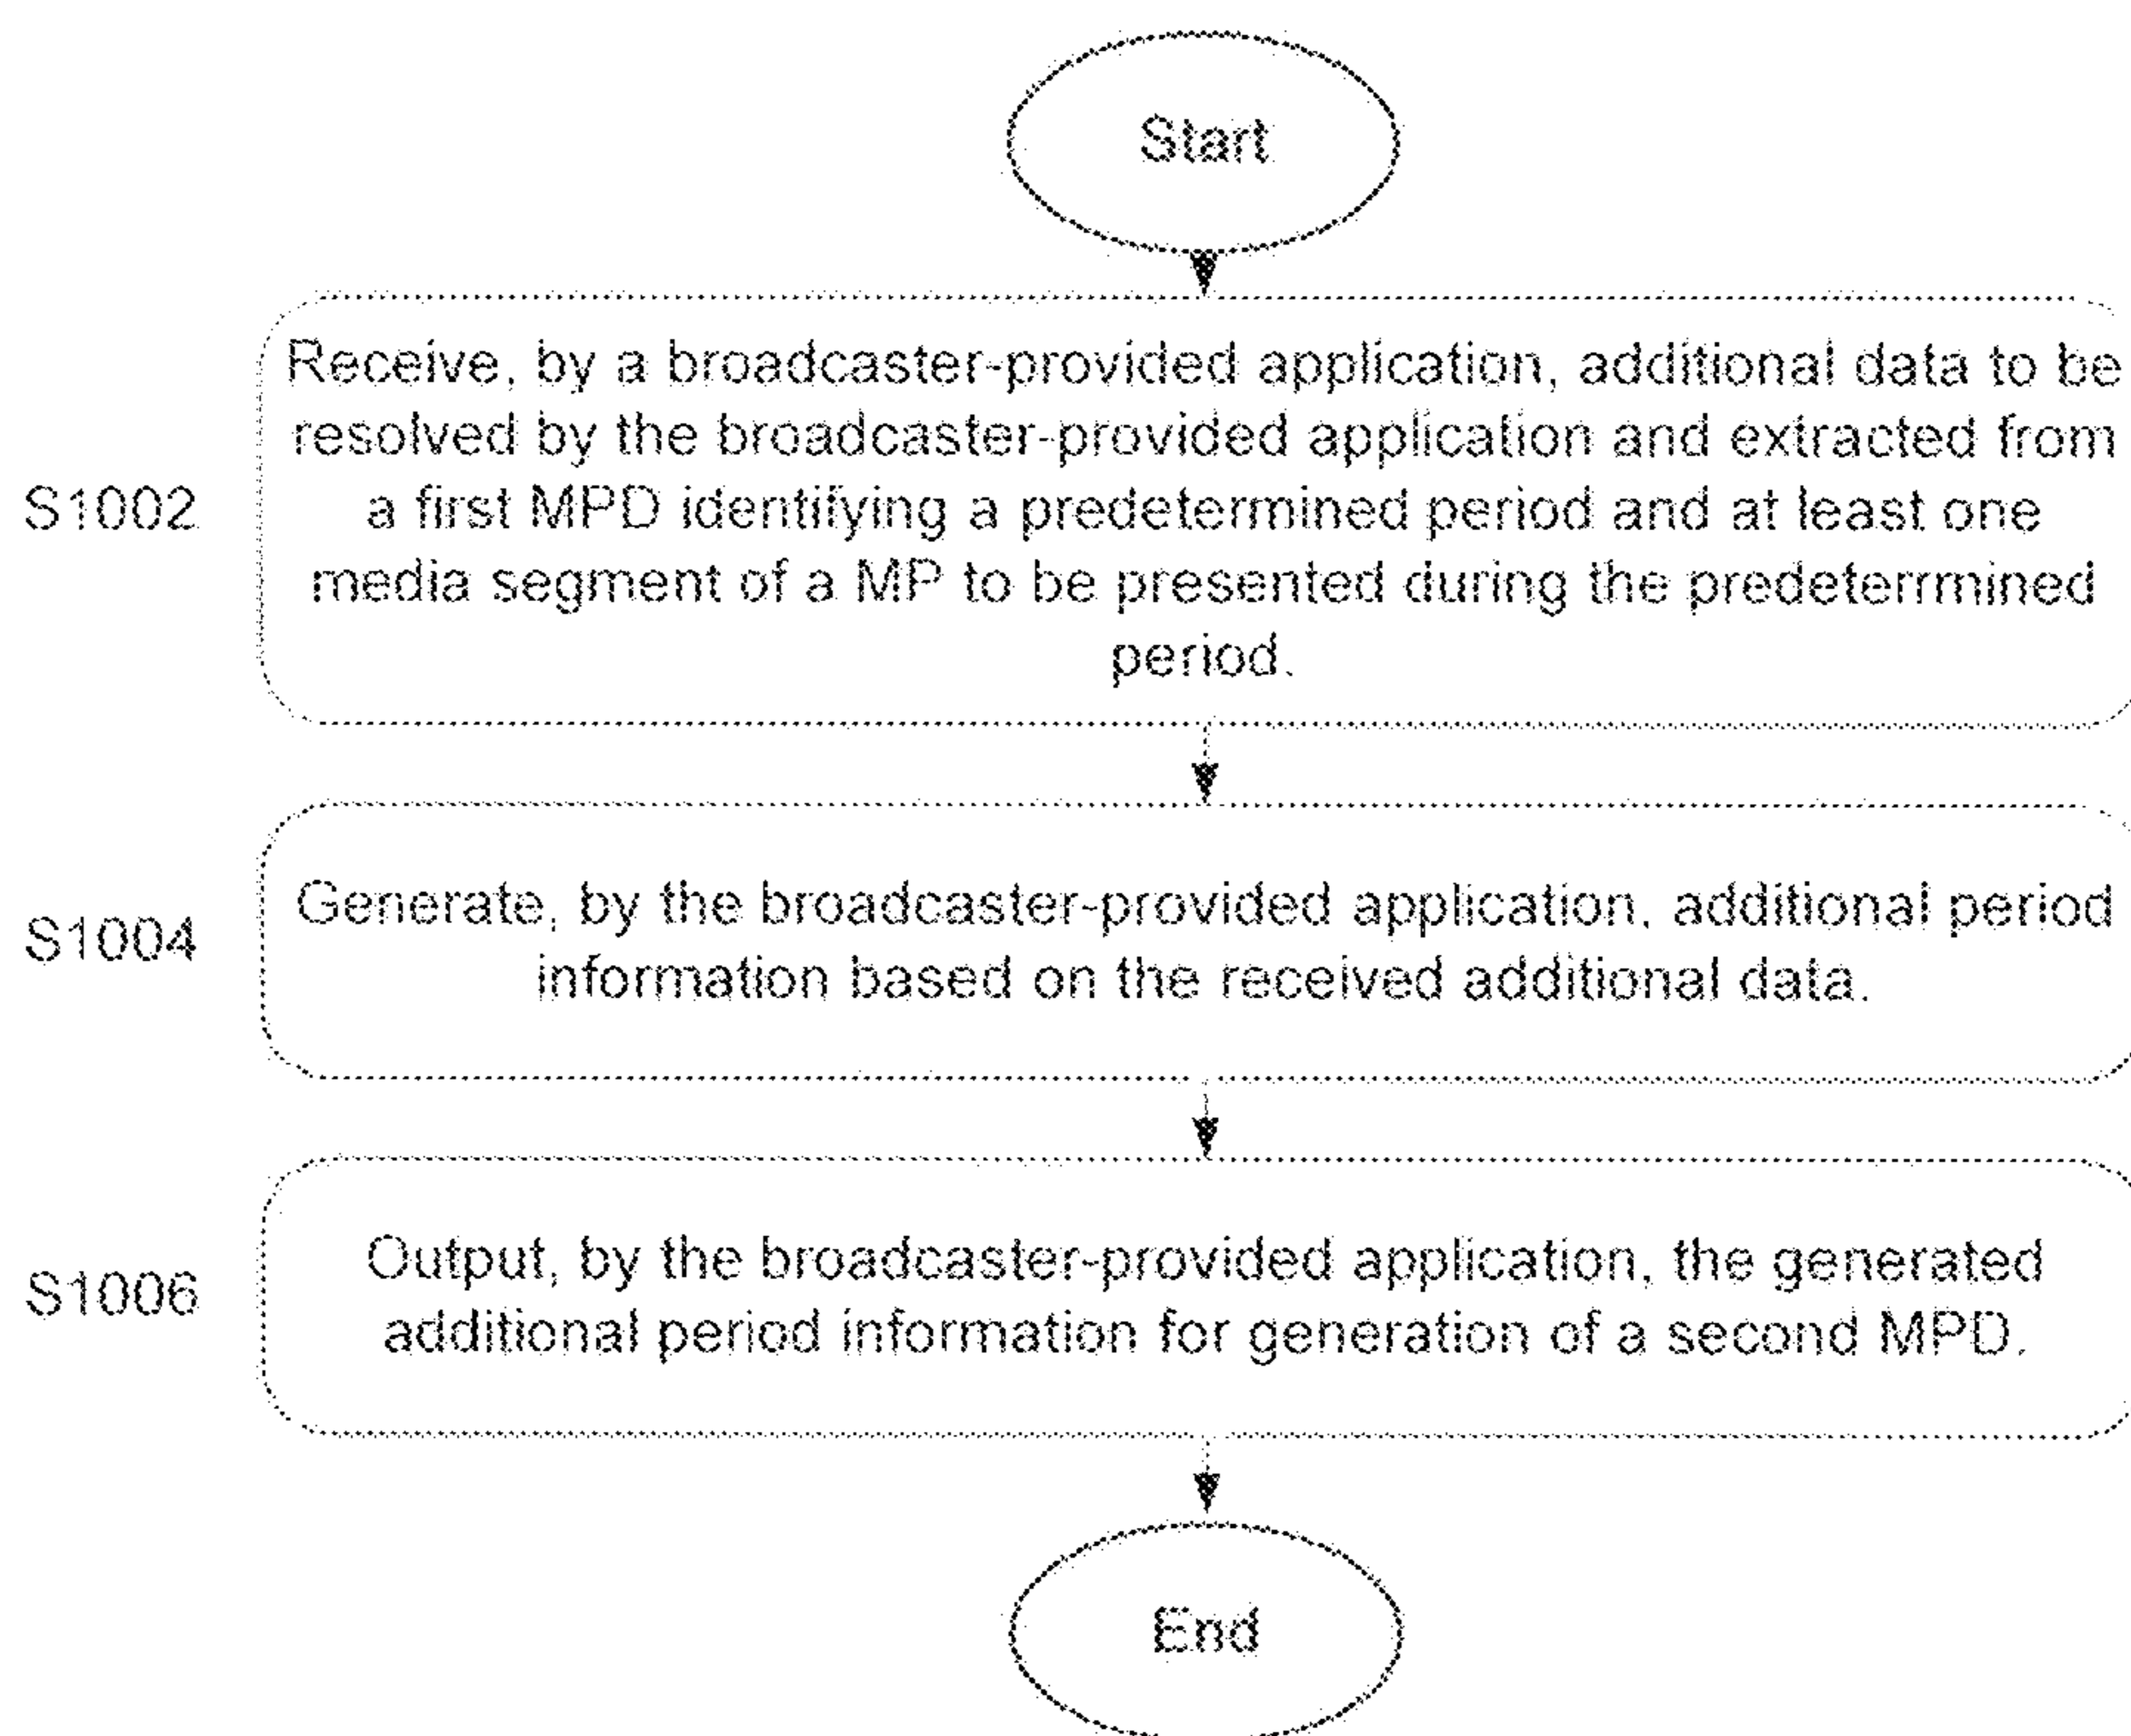 Start
Receive, by a broadcaster-provided application, additional data to be
resolved by the broadcaster-provided application and extracted from
S1002
a first MPD identifying a predetermined period and at least one
media segment of a MP to be presented during the predeterrmined
period.
Generate, by the broadcaster-provided application, additional period
S1004
information based on the received additional data.
Output, by the broadcaster-provided application, the generated
S1006
additional period information for generation of a second MPD.
End